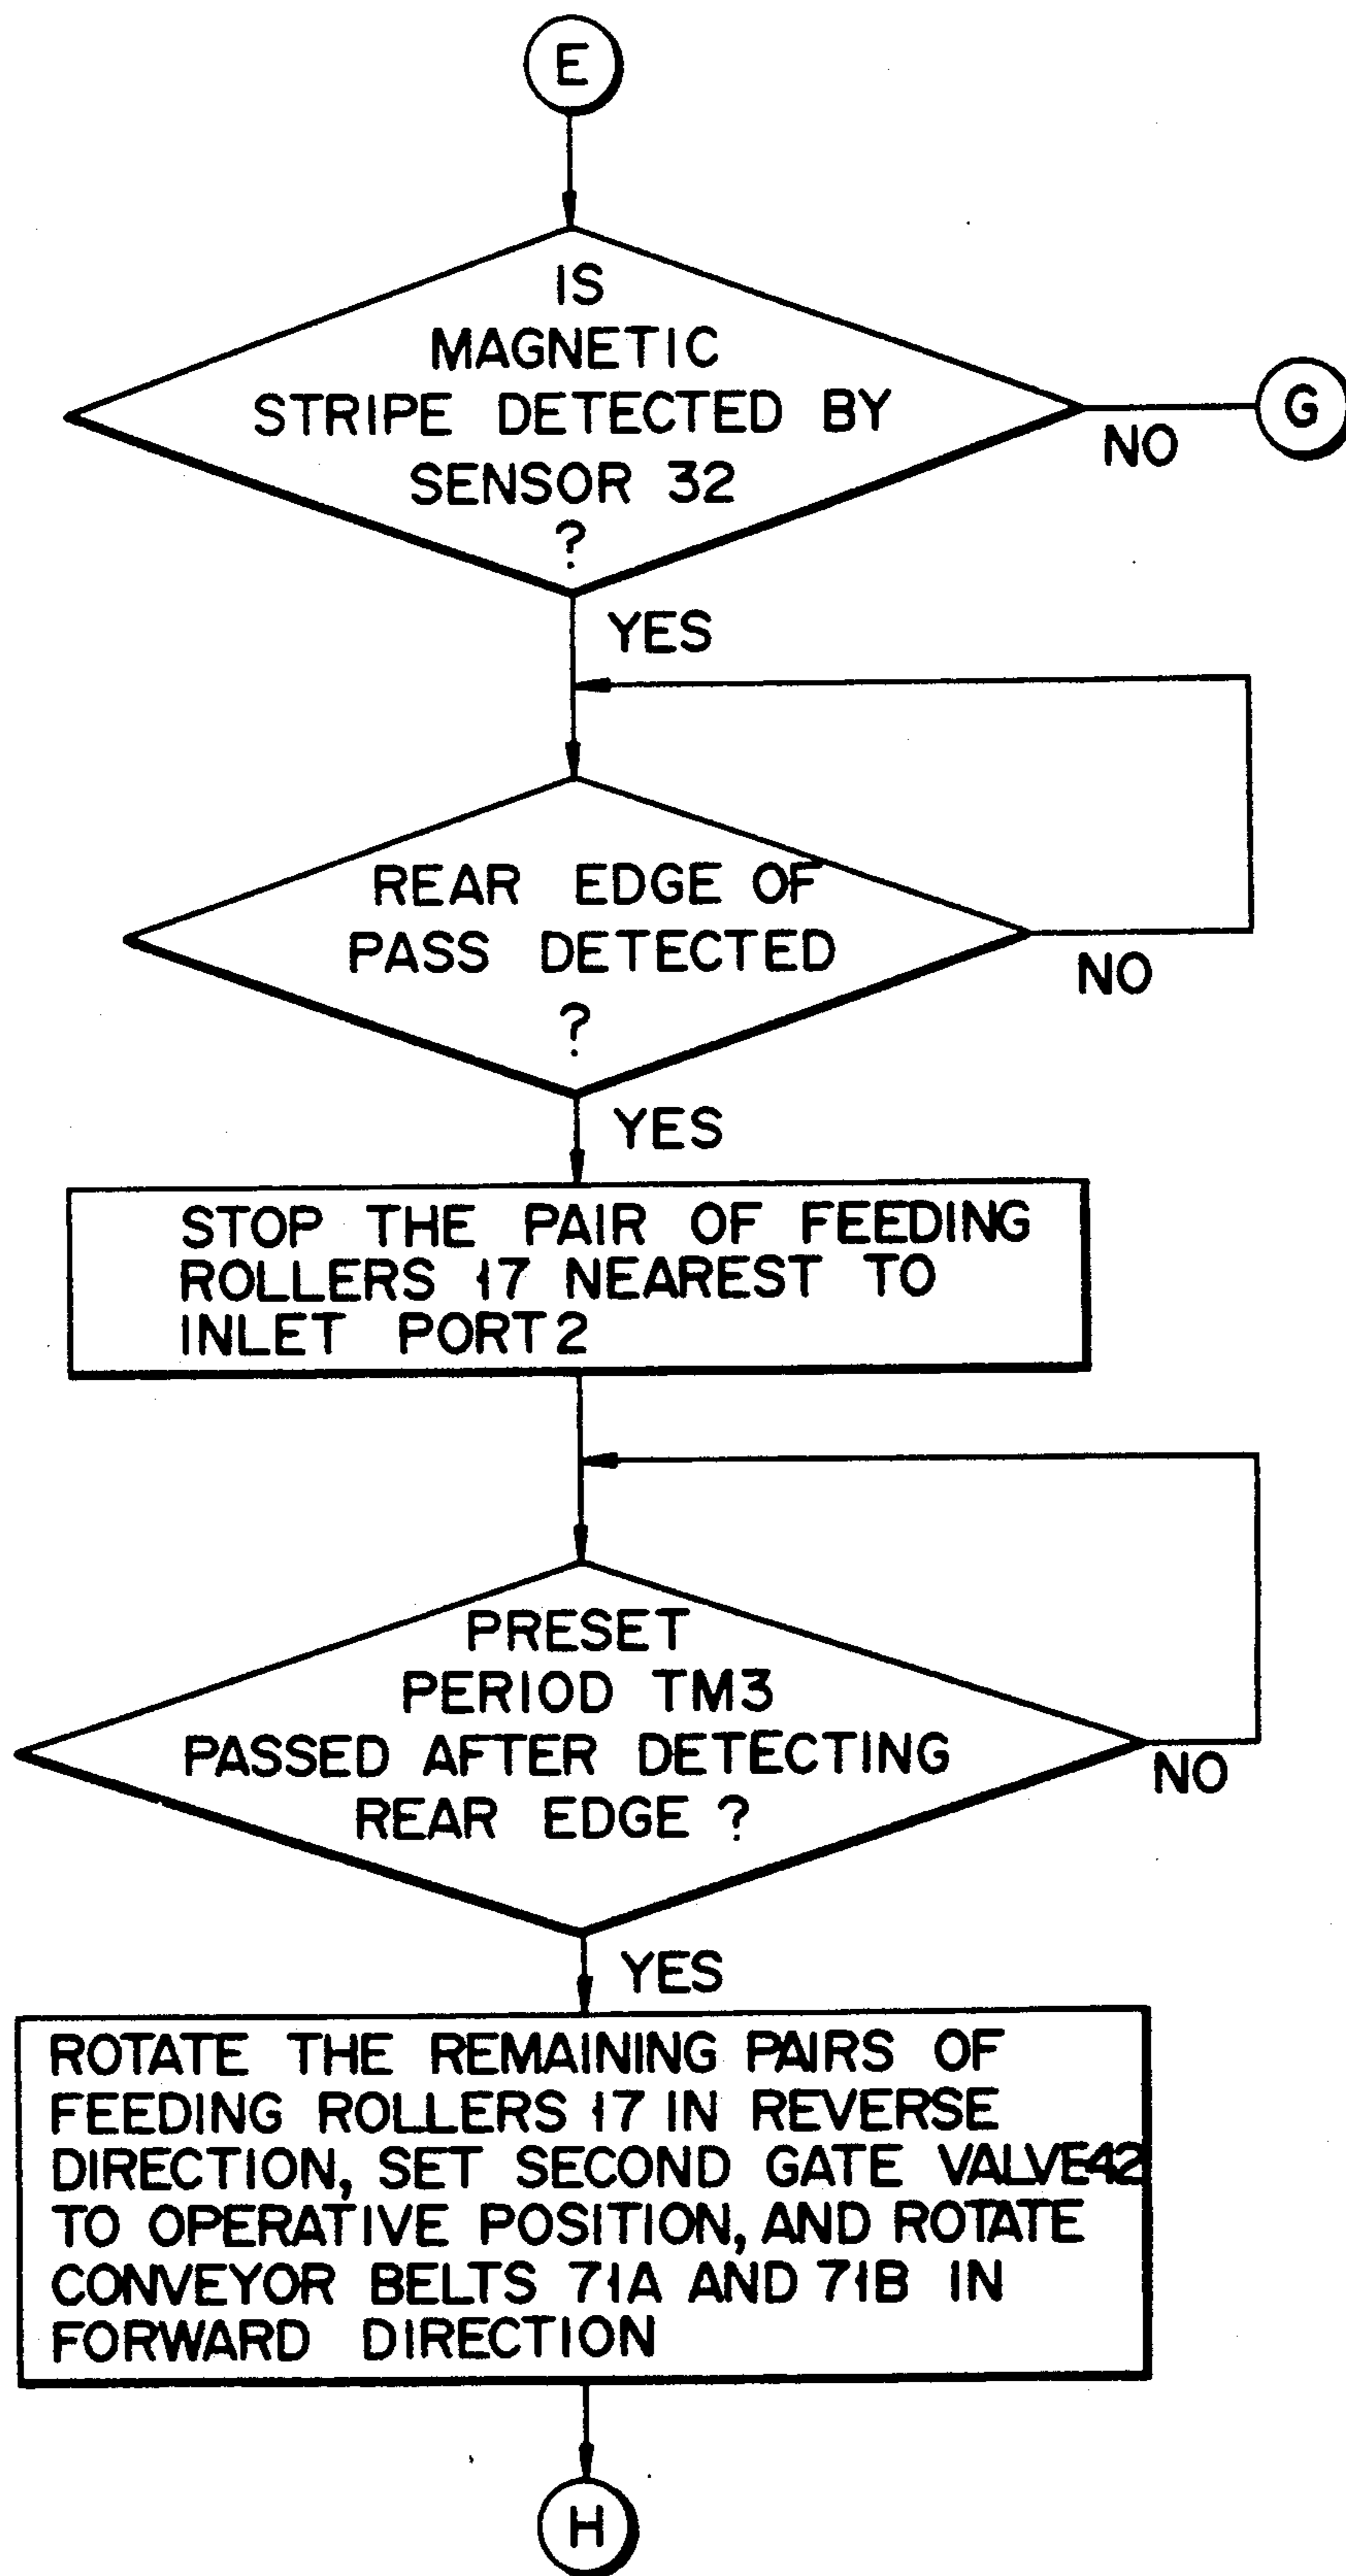 E
IS
MAGNETIC
STRIPE DETECTED BY
SENSOR 32
?
NO
G
YES
REAR EDGE OF
PASS DETECTED
?
NO
YES
STOP THE PAIR OF FEEDING
ROLLERS 17 NEAREST TO
INLET PORT 2
PRESET
PERIOD TM3
PASSED AFTER DETECTING
REAR EDGE ?
NO
YES
ROTATE THE REMAINING PAIRS OF
FEEDING ROLLERS 17 IN REVERSE
DIRECTION, SET SECOND GATE VALVE 42
TO OPERATIVE POSITION, AND ROTATE
CONVEYOR BELTS 71A AND 71B IN
FORWARD DIRECTION
H